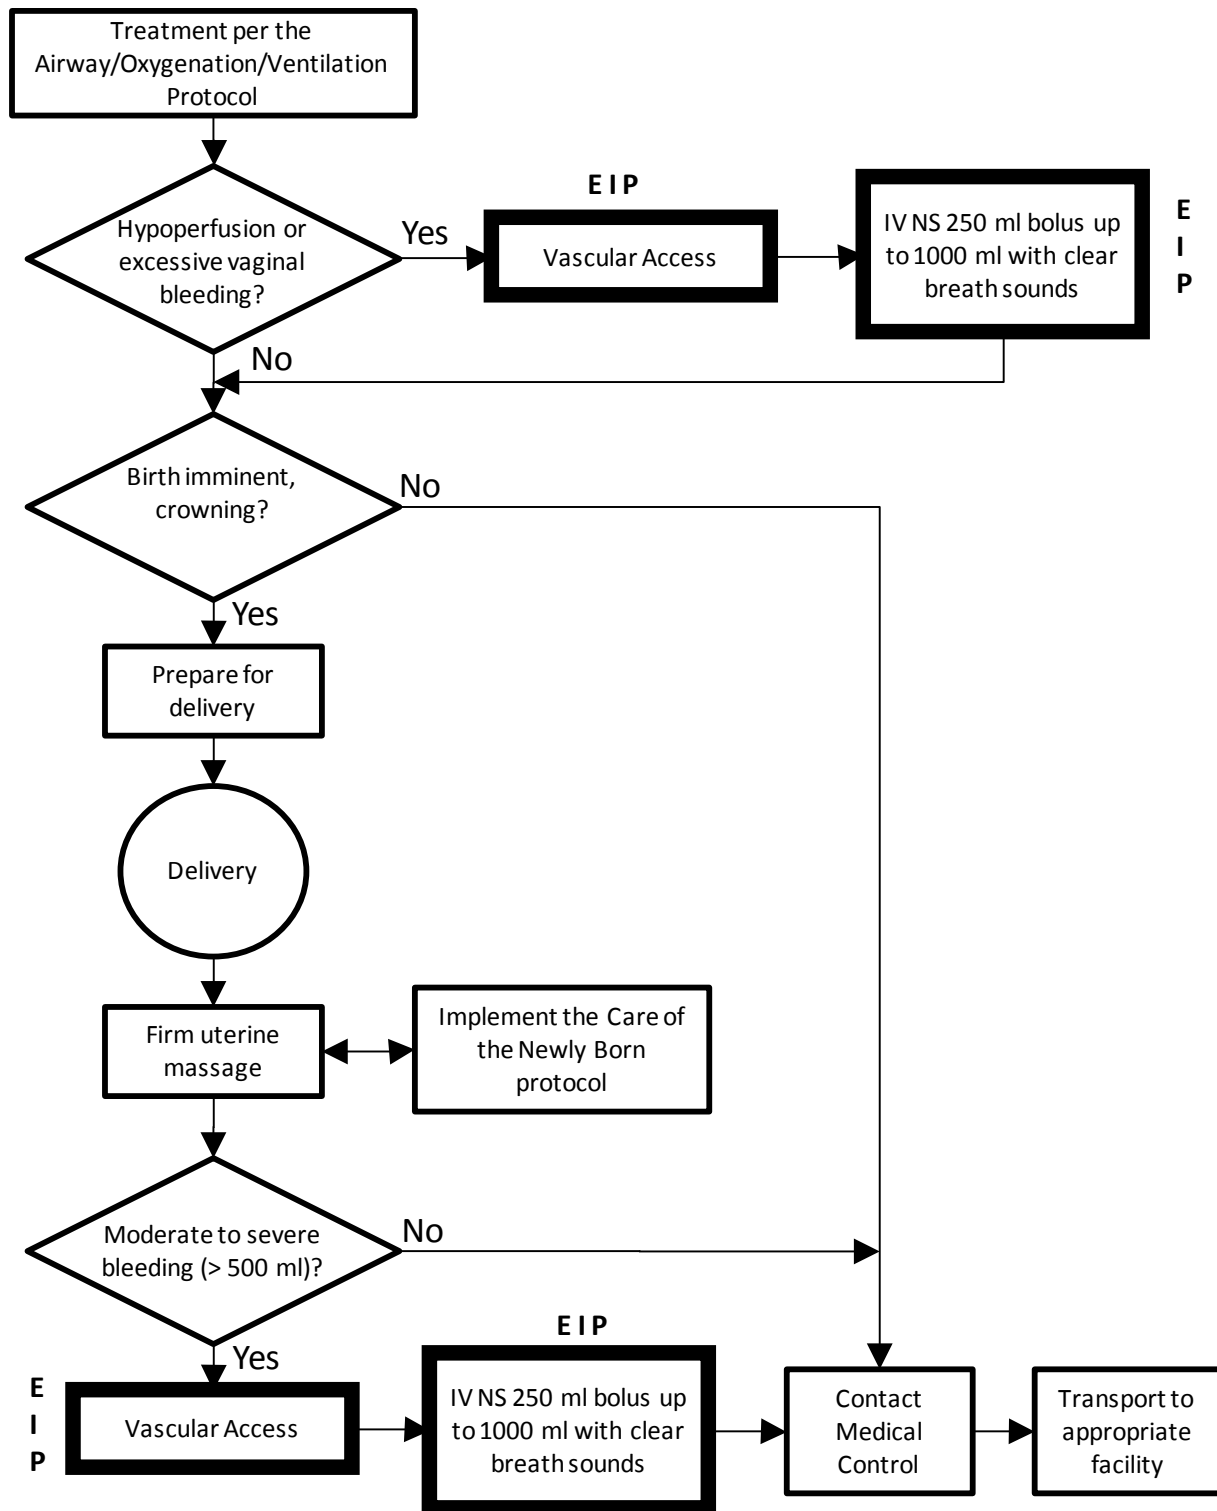 Treatment per the
Airway/Oxygenation/Ventilation
Protocol
Hypoperfusion or
excessive vaginal
bleeding?
Yes
E I P
Vascular Access
IV NS 250 ml bolus up
to 1000 ml with clear
breath sounds
E
I
P
No
Birth imminent,
crowning?
No
Yes
Prepare for
delivery
Delivery
Firm uterine
massage
Implement the Care of
the Newly Born
protocol
Moderate to severe
bleeding (> 500 ml)?
No
Yes
E
I
P
Vascular Access
E I P
IV NS 250 ml bolus up
to 1000 ml with clear
breath sounds
Contact
Medical
Control
Transport to
appropriate
facility